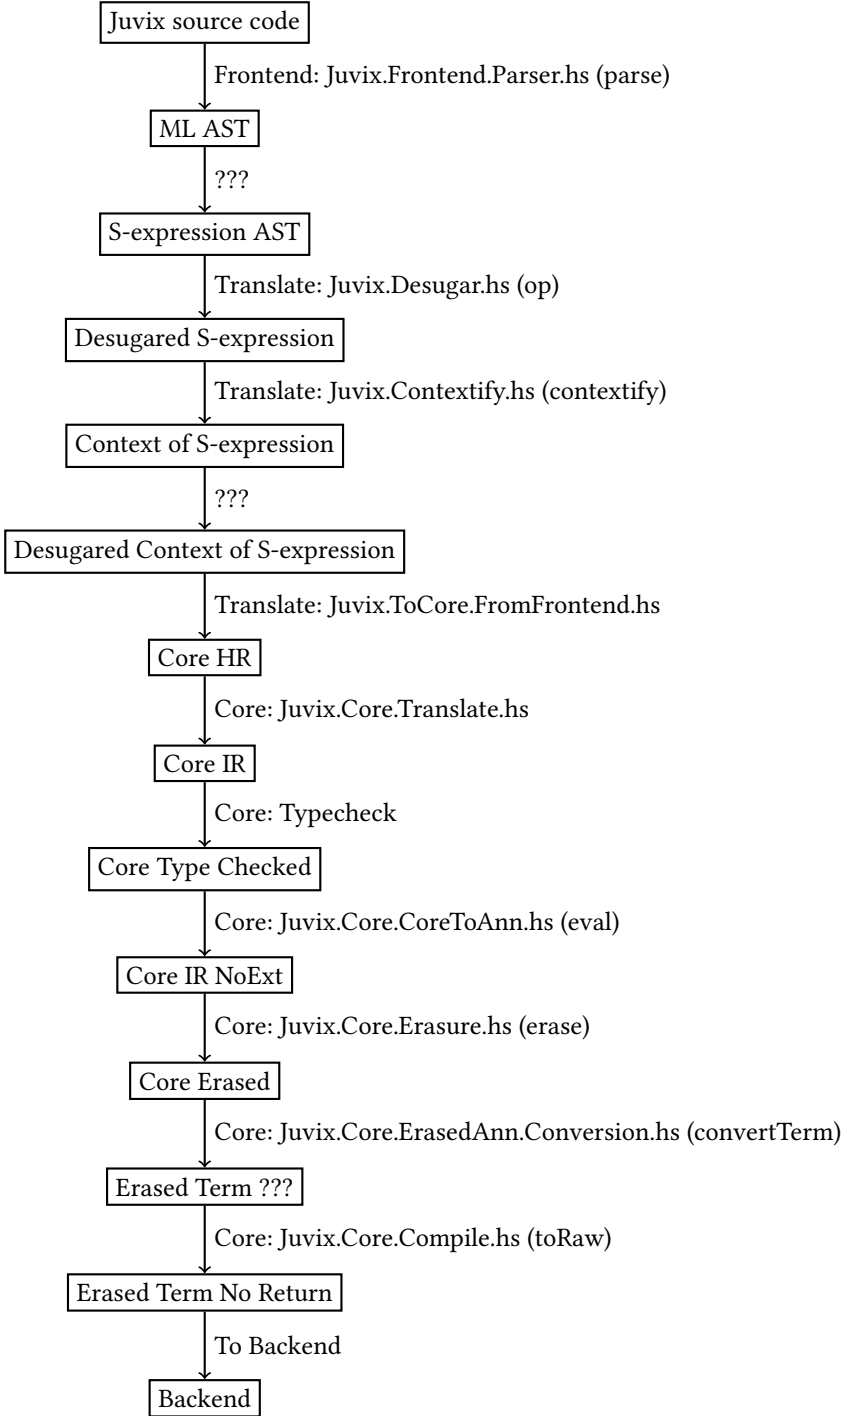 Juvix source code
Frontend: Juvix.Frontend.Parser.hs (parse)
ML AST
???
S-expression AST
Translate: Juvix.Desugar.hs (op)
Desugared S-expression
Translate: Juvix.Contextify.hs (contextify)
Context of S-expression
???
Desugared Context of S-expression
Translate: Juvix.ToCore.FromFrontend.hs
Core HR
Core: Juvix.Core.Translate.hs
Core IR
Core: Typecheck
Core Type Checked
Core: Juvix.Core.CoreToAnn.hs (eval)
Core IR NoExt
Core: Juvix.Core.Erasure.hs (erase)
Core Erased
Core: Juvix.Core.ErasedAnn.Conversion.hs (convertTerm)
Erased Term ???
Core: Juvix.Core.Compile.hs (toRaw)
Erased Term No Return
To Backend
Backend